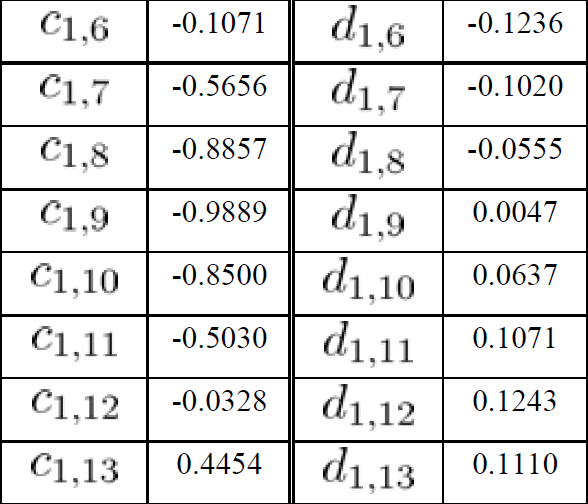 c1,6 -0.1071 d1,6 -0.1236
c1,7 -0.5656 d1,7 -0.1020
c1,8 -0.8857 d1,8 -0.0555
c1,9 -0.9889 d1,9 0.0047
c1,10 -0.8500 d1,10 0.0637
c1,11 -0.5030 d1,11 0.1071
c1,12 -0.0328 d1,12 0.1243
c1,13 0.4454 d1,13 0.1110